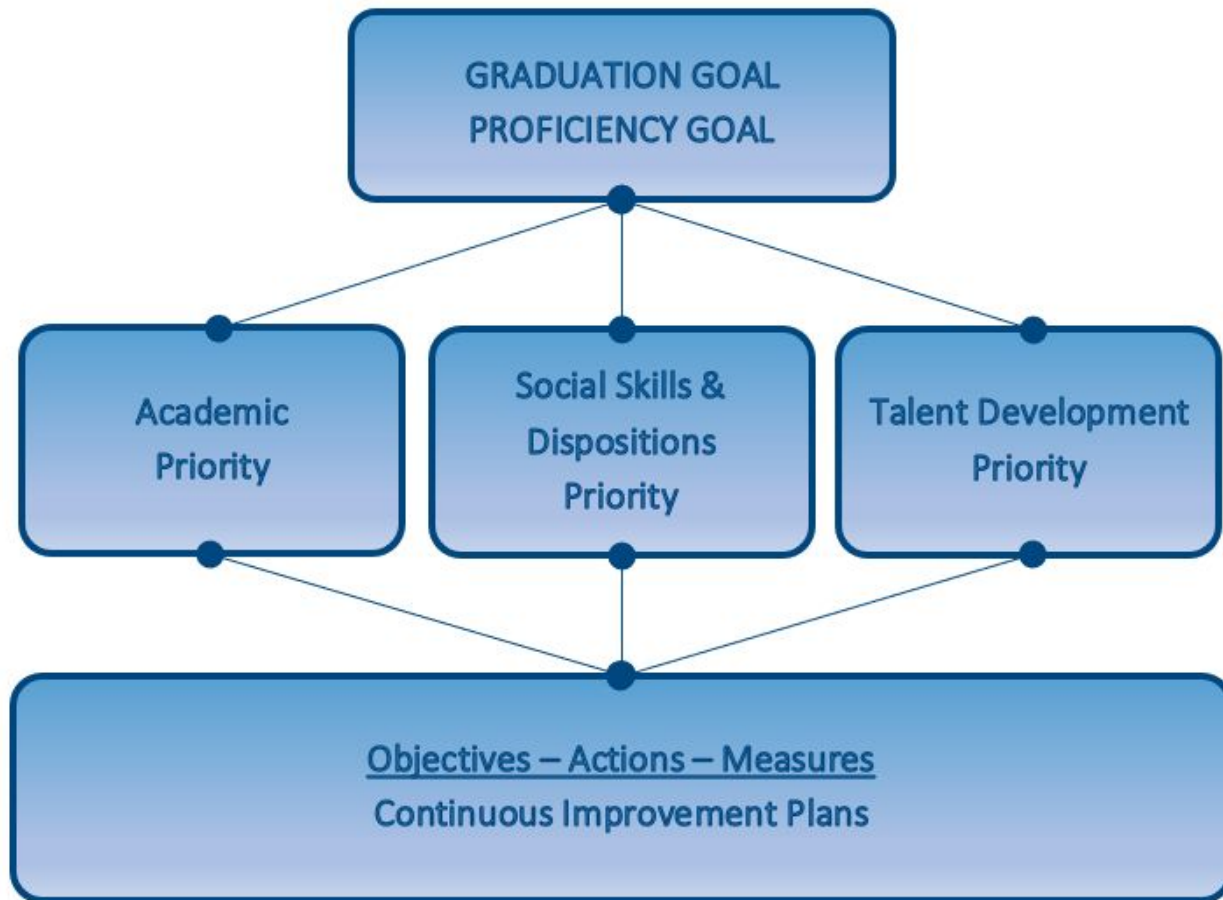 GRADUATION GOAL
PROFICIENCY GOAL
Academic
Priority
Social Skills &
Dispositions
Priority
Talent Development
Priority
Objectives – Actions – Measures
Continuous Improvement Plans